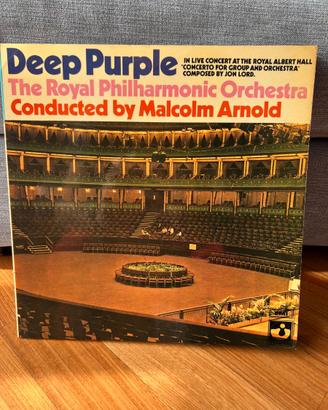 Deep Purple
IN LIVE CONCERT AT THE ROYAL ALBERT HALL
'CONCERTO FOR GROUP AND ORCHESTRA'
COMPOSED BY JON LORD.
The Royal Philharmonic Orchestra
Conducted by Malcolm Arnold